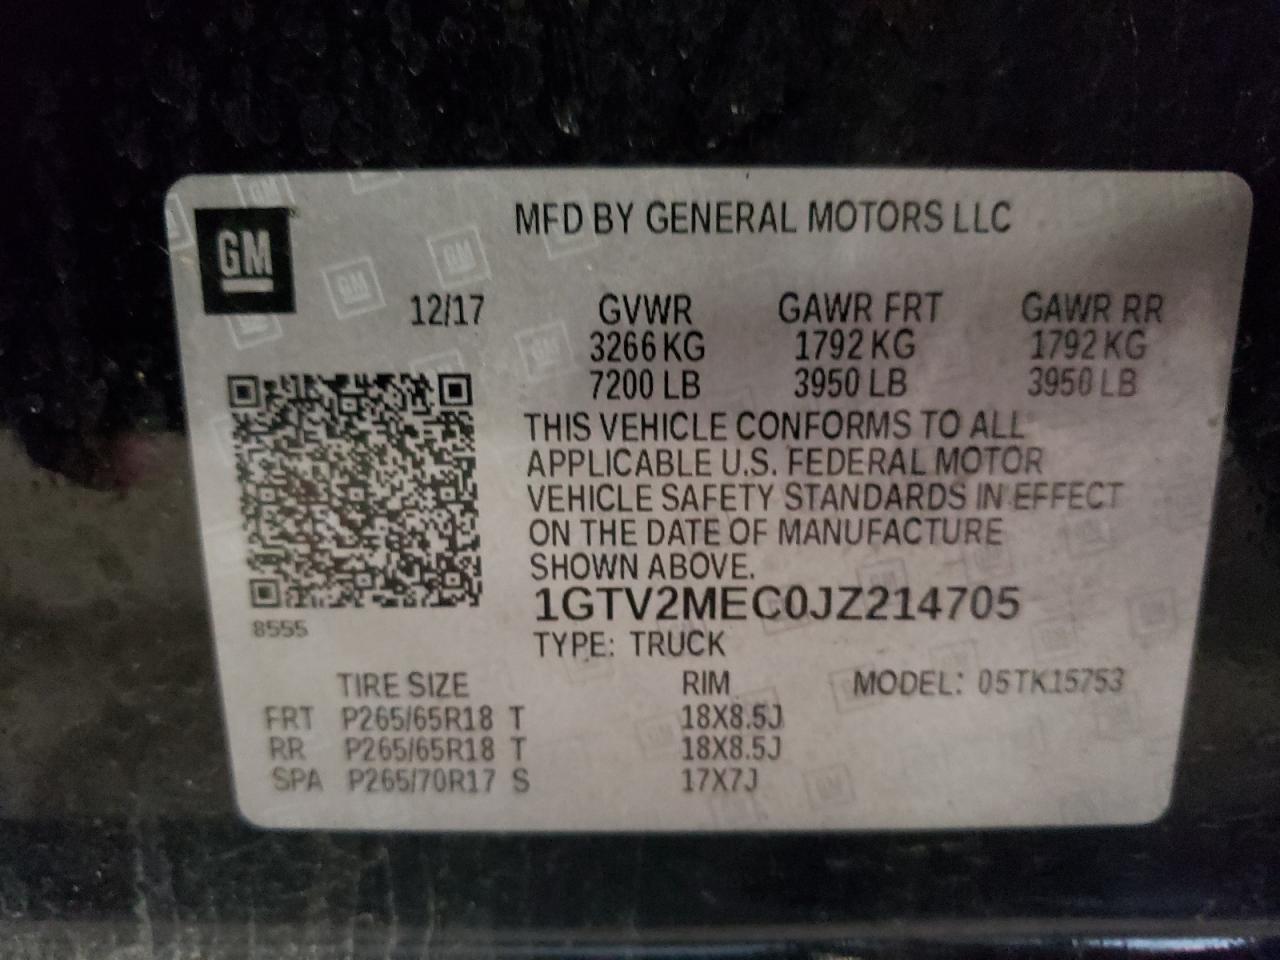 GM
MFD BY GENERAL MOTORS LLC
12/17 GVWR GAWR FRT GAWR RR
3266 KG 1792 KG 1792 KG
7200 LB 3950 LB 3950 LB
THIS VEHICLE CONFORMS TO ALL
APPLICABLE U.S. FEDERAL MOTOR
VEHICLE SAFETY STANDARDS IN EFFECT
ON THE DATE OF MANUFACTURE
SHOWN ABOVE.
1GTV2MEC0JZ214705
8555
TYPE: TRUCK
TIRE SIZE RIM MODEL: 05TK15753
FRT P265/65R18 T 18X8.5J
RR P265/65R18 T 18X8.5J
SPA P265/70R17 S 17X7J